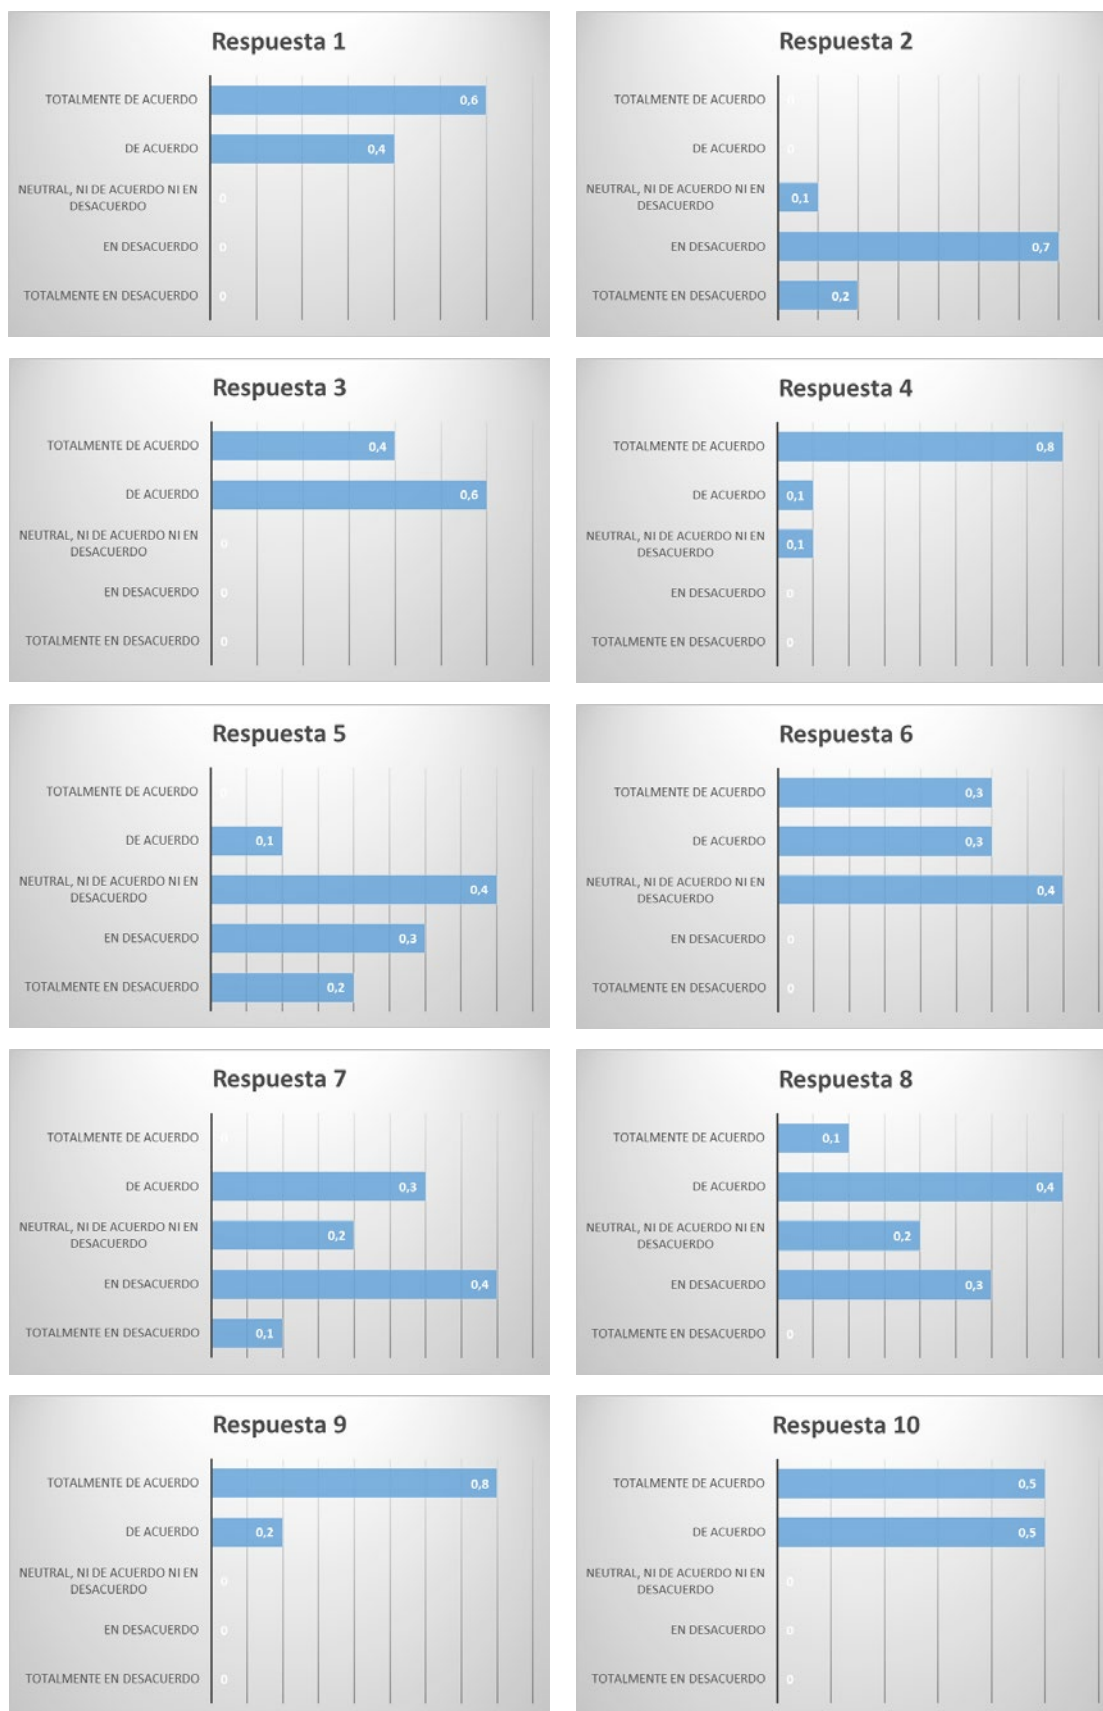 Respuesta 1
TOTALMENTE DE ACUERDO 0,6
DE ACUERDO 0,4
NEUTRAL, NI DE ACUERDO NI EN
DESACUERDO 0
EN DESACUERDO 0
TOTALMENTE EN DESACUERDO 0
Respuesta 2
TOTALMENTE DE ACUERDO 0
DE ACUERDO 0
NEUTRAL, NI DE ACUERDO NI EN
DESACUERDO 0,1
EN DESACUERDO 0,7
TOTALMENTE EN DESACUERDO 0,2
Respuesta 3
TOTALMENTE DE ACUERDO 0,4
DE ACUERDO 0,6
NEUTRAL, NI DE ACUERDO NI EN
DESACUERDO 0
EN DESACUERDO 0
TOTALMENTE EN DESACUERDO 0
Respuesta 4
TOTALMENTE DE ACUERDO 0,8
DE ACUERDO 0,1
NEUTRAL, NI DE ACUERDO NI EN
DESACUERDO 0,1
EN DESACUERDO 0
TOTALMENTE EN DESACUERDO 0
Respuesta 5
TOTALMENTE DE ACUERDO 0
DE ACUERDO 0,1
NEUTRAL, NI DE ACUERDO NI EN
DESACUERDO 0,4
EN DESACUERDO 0,3
TOTALMENTE EN DESACUERDO 0,2
Respuesta 6
TOTALMENTE DE ACUERDO 0,3
DE ACUERDO 0,3
NEUTRAL, NI DE ACUERDO NI EN
DESACUERDO 0,4
EN DESACUERDO 0
TOTALMENTE EN DESACUERDO 0
Respuesta 7
TOTALMENTE DE ACUERDO 0
DE ACUERDO 0,3
NEUTRAL, NI DE ACUERDO NI EN
DESACUERDO 0,2
EN DESACUERDO 0,4
TOTALMENTE EN DESACUERDO 0,1
Respuesta 8
TOTALMENTE DE ACUERDO 0,1
DE ACUERDO 0,4
NEUTRAL, NI DE ACUERDO NI EN
DESACUERDO 0,2
EN DESACUERDO 0,3
TOTALMENTE EN DESACUERDO 0
Respuesta 9
TOTALMENTE DE ACUERDO 0,8
DE ACUERDO 0,2
NEUTRAL, NI DE ACUERDO NI EN
DESACUERDO 0
EN DESACUERDO 0
TOTALMENTE EN DESACUERDO 0
Respuesta 10
TOTALMENTE DE ACUERDO 0,5
DE ACUERDO 0,5
NEUTRAL, NI DE ACUERDO NI EN
DESACUERDO 0
EN DESACUERDO 0
TOTALMENTE EN DESACUERDO 0